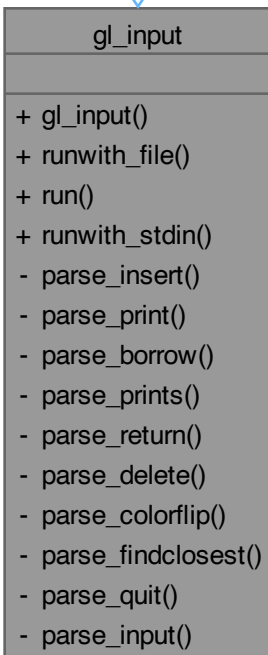 gl_input
+ gl_input()
+ runwith_file()
+ run()
+ runwith_stdin()
- parse_insert()
- parse_print()
- parse_borrow()
- parse_prints()
- parse_return()
- parse_delete()
- parse_colorflip()
- parse_findclosest()
- parse_quit()
- parse_input()